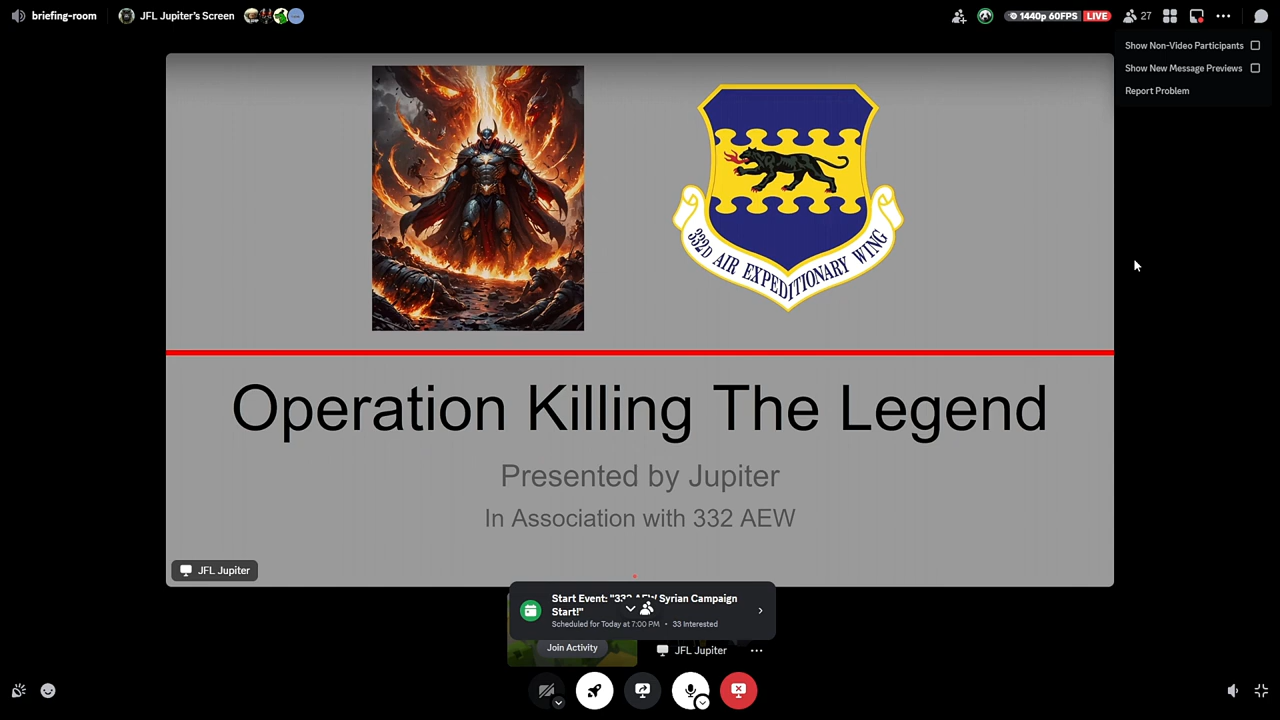 briefing-room
JFL Jupiter's Screen
1440p 60FPS LIVE
27
Show Non-Video Participants
Show New Message Previews
Report Problem
332D AIR EXPEDITIONARY WING
Operation Killing The Legend
Presented by Jupiter
In Association with 332 AEW
JFL Jupiter
Start Event: "332 AEW Syrian Campaign
Start!"
Scheduled for Today at 7:00 PM • 33 Interested
Join Activity
JFL Jupiter